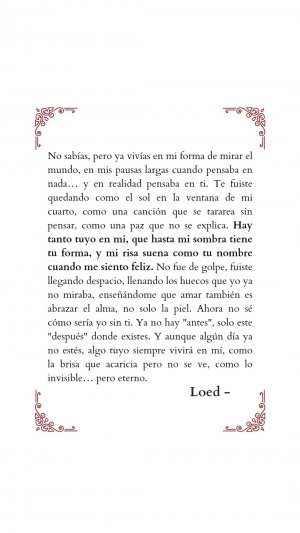 No sabías, pero ya vivías en mi forma de mirar el
mundo, en mis pausas largas cuando pensaba en
nada… y en realidad pensaba en ti. Te fuiste
quedando como el sol en la ventana de mi
cuarto, como una canción que se tararea sin
pensar, como una paz que no se explica. Hay
tanto tuyo en mí, que hasta mi sombra tiene
tu forma, y mi risa suena como tu nombre
cuando me siento feliz. No fue de golpe, fuiste
llegando despacio, llenando los huecos que yo ya
no miraba, enseñándome que amar también es
abrazar el alma, no solo la piel. Ahora no sé
cómo sería yo sin ti. Ya no hay "antes", solo este
"después" donde existes. Y aunque algún día ya
no estés, algo tuyo siempre vivirá en mí, como
la brisa que acaricia pero no se ve, como lo
invisible… pero eterno.
Loed -